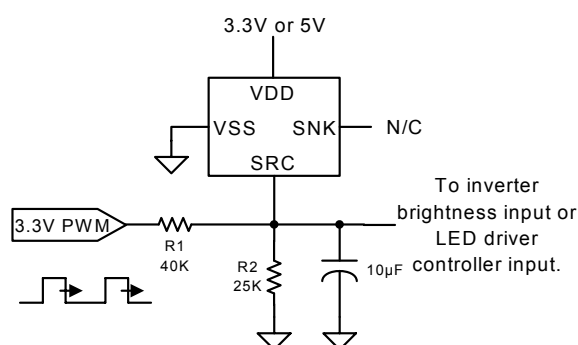 3.3V or 5V
VDD
VSS SNK
N/C
SRC
To inverter
brightness input or
LED driver
controller input.
3.3V PWM
R1
40K
R2
25K
10µF